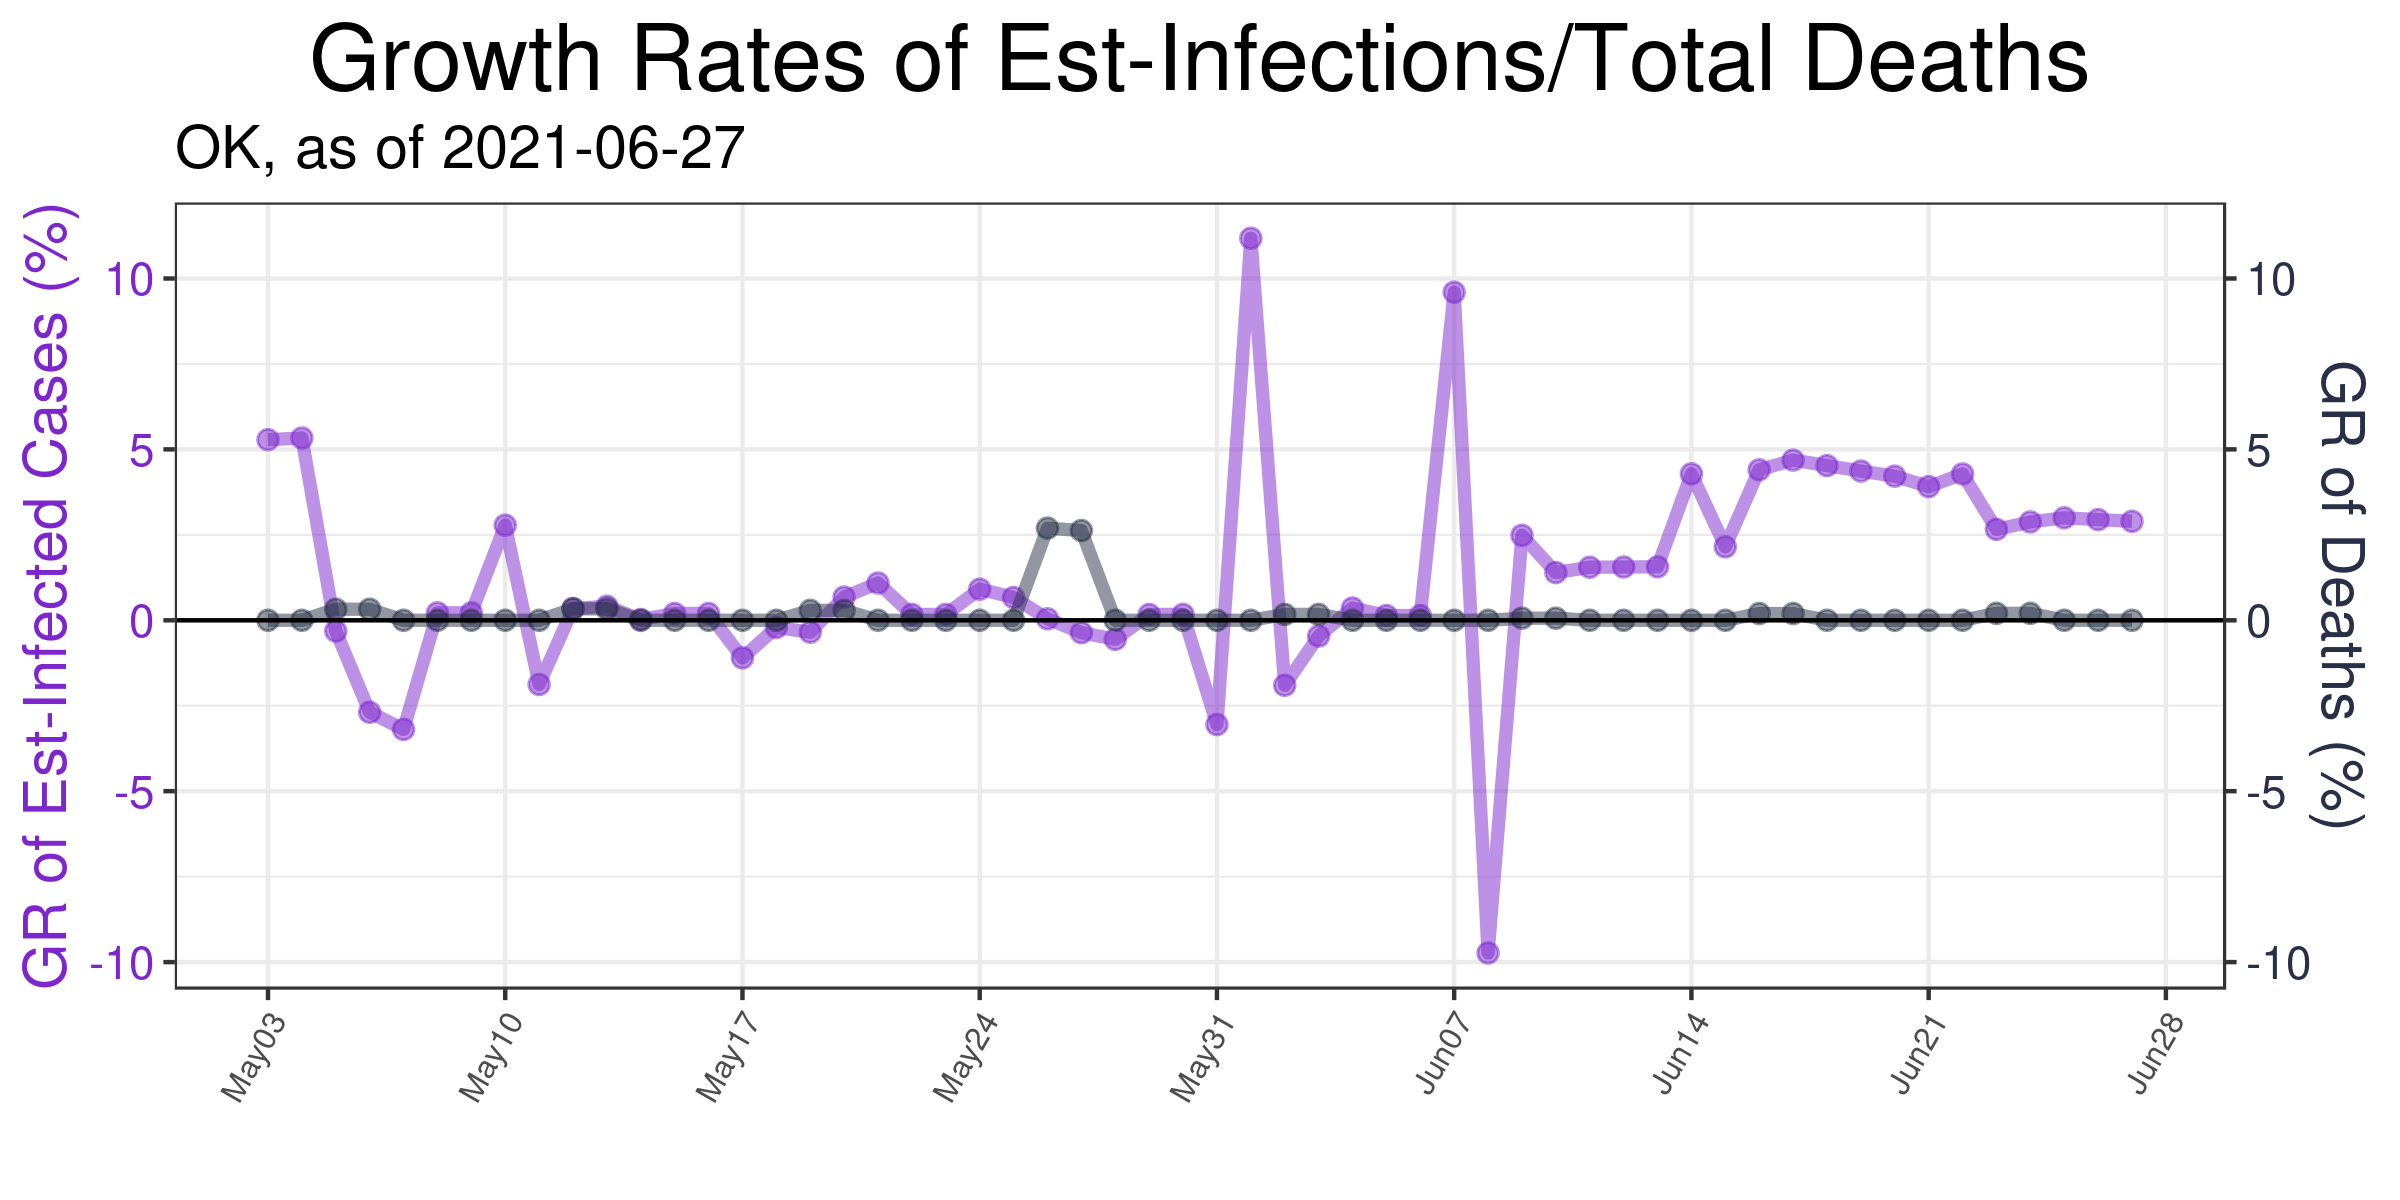 Growth Rates of Est-Infections/Total Deaths
OK, as of 2021-06-27
GR of Est-Infected Cases (%)
10
5
0
-5
-10
10
5
0
-5
-10
GR of Deaths (%)
May03
May10
May17
May24
May31
Jun07
Jun14
Jun21
Jun28